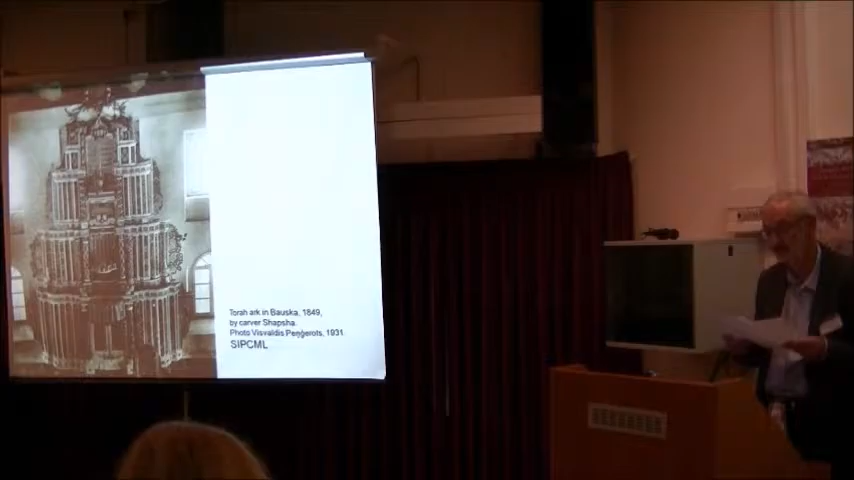 Torah ark in Bauska, 1849,
by carver Shapsha.
Photo Visvaldis Peņģerots, 1931.
SIPCML